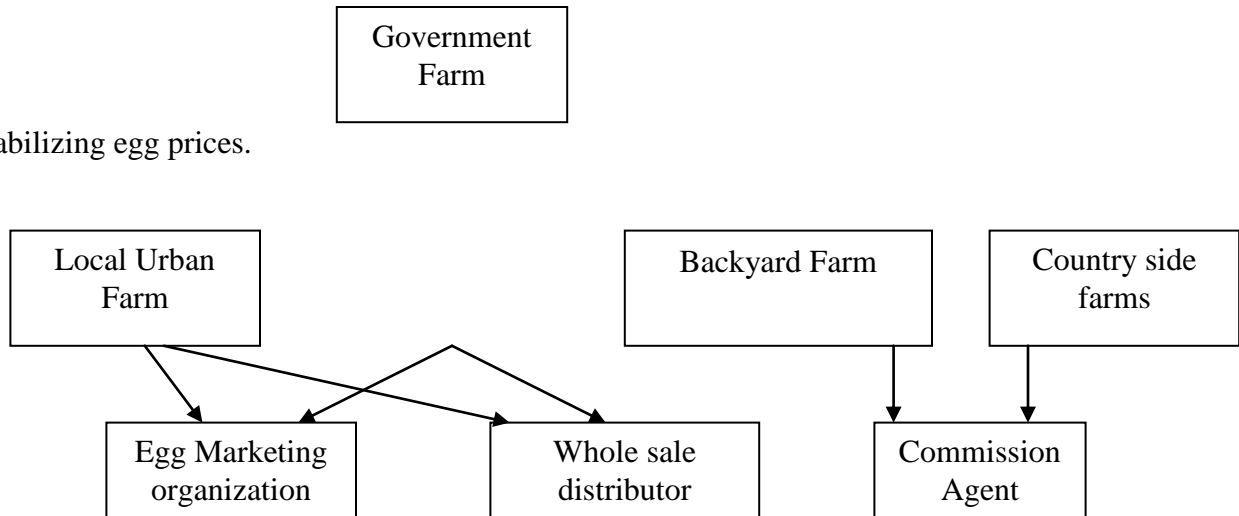 Government
Farm
abilizing egg prices.
Local Urban
Farm
Backyard Farm
Country side
farms
Egg Marketing
organization
Whole sale
distributor
Commission
Agent